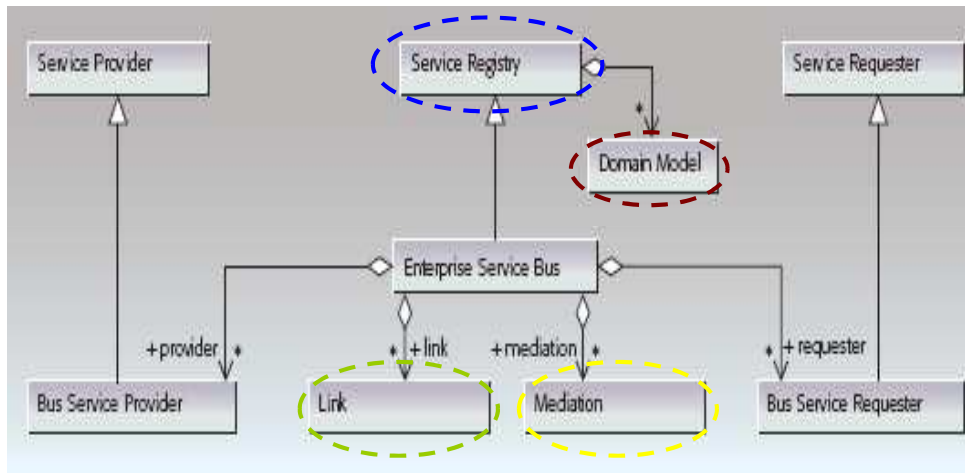 Service Provider
Service Registry
Service Requester
*
Domain Model
Enterprise Service Bus
+provider *
* + link
+mediation *
* + requester
Bus Service Provider
Link
Mediation
Bus Service Requester